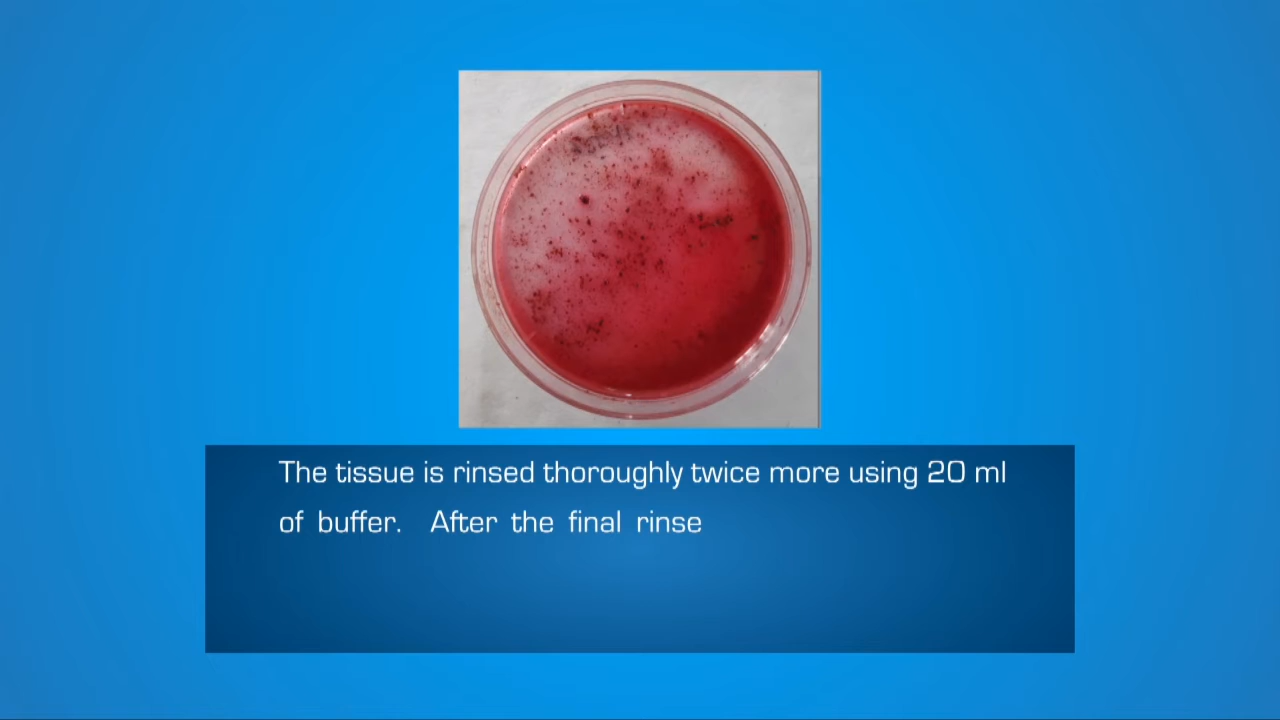 The tissue is rinsed thoroughly twice more using 20 ml
of buffer. After the final rinse